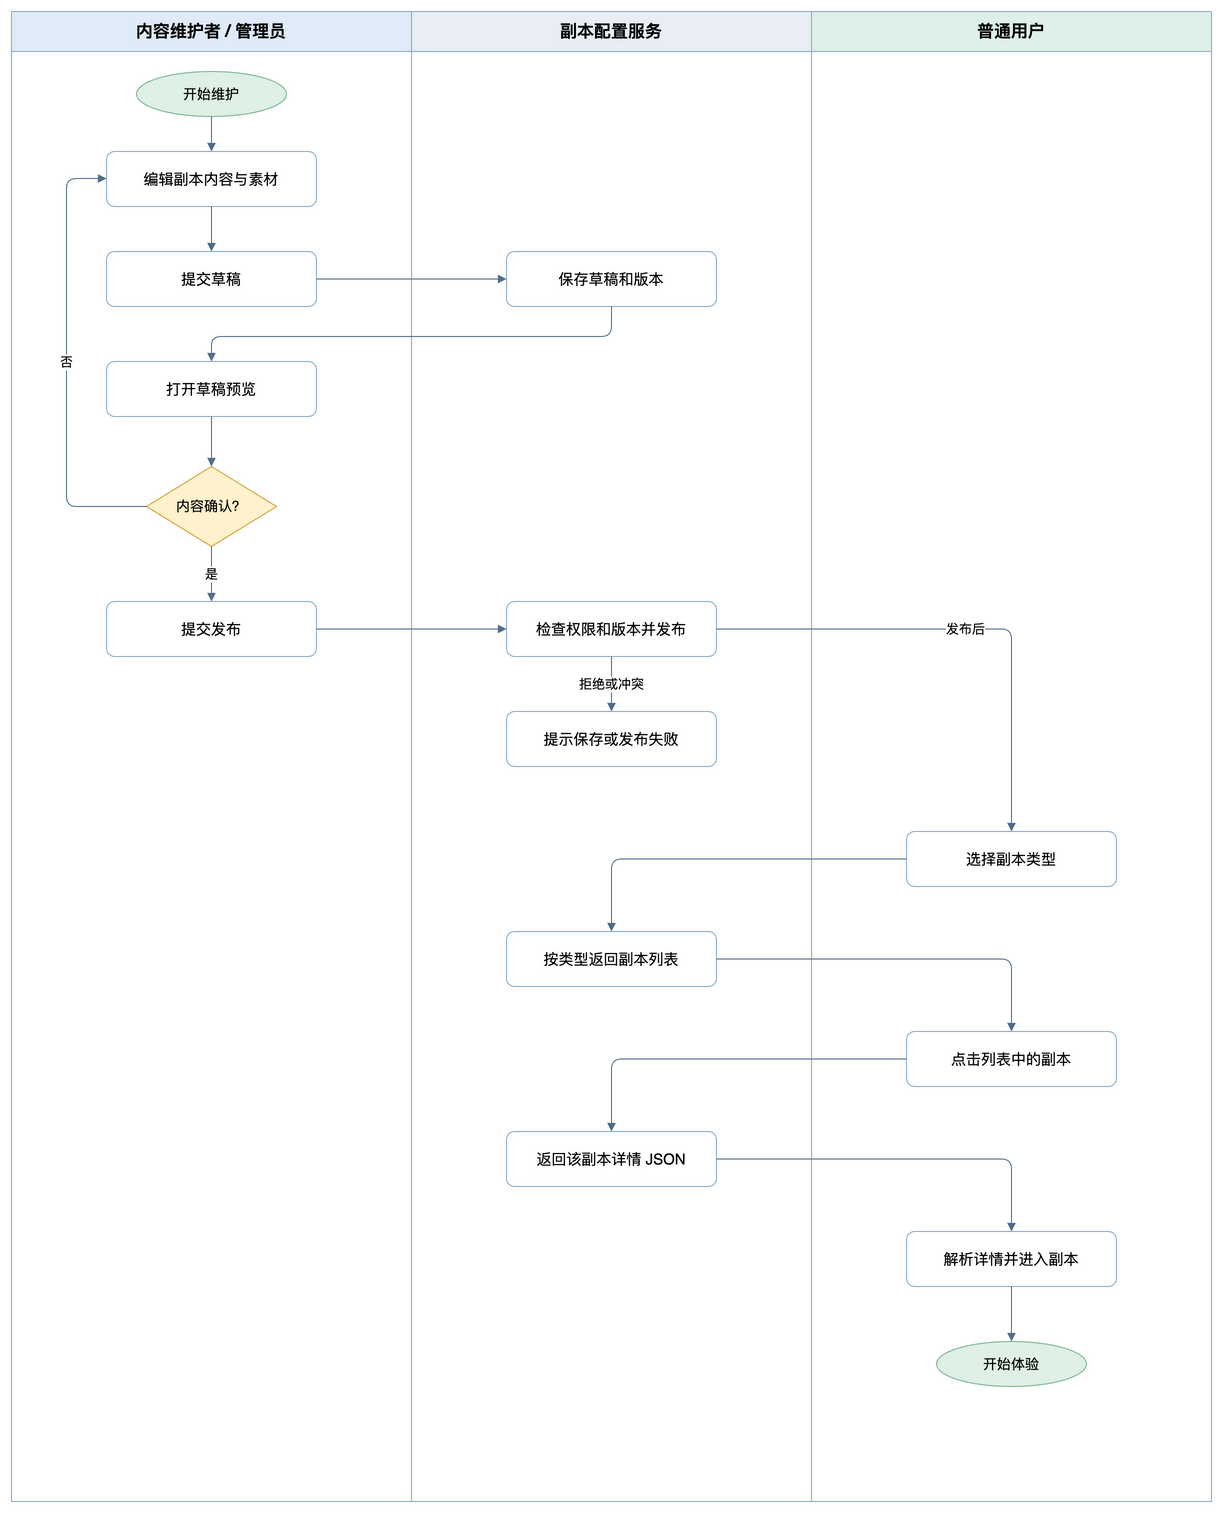 内容维护者 / 管理员
副本配置服务
普通用户
开始维护
编辑副本内容与素材
提交草稿
保存草稿和版本
否
打开草稿预览
内容确认?
是
提交发布
检查权限和版本并发布
发布后
拒绝或冲突
提示保存或发布失败
选择副本类型
按类型返回副本列表
点击列表中的副本
返回该副本详情 JSON
解析详情并进入副本
开始体验